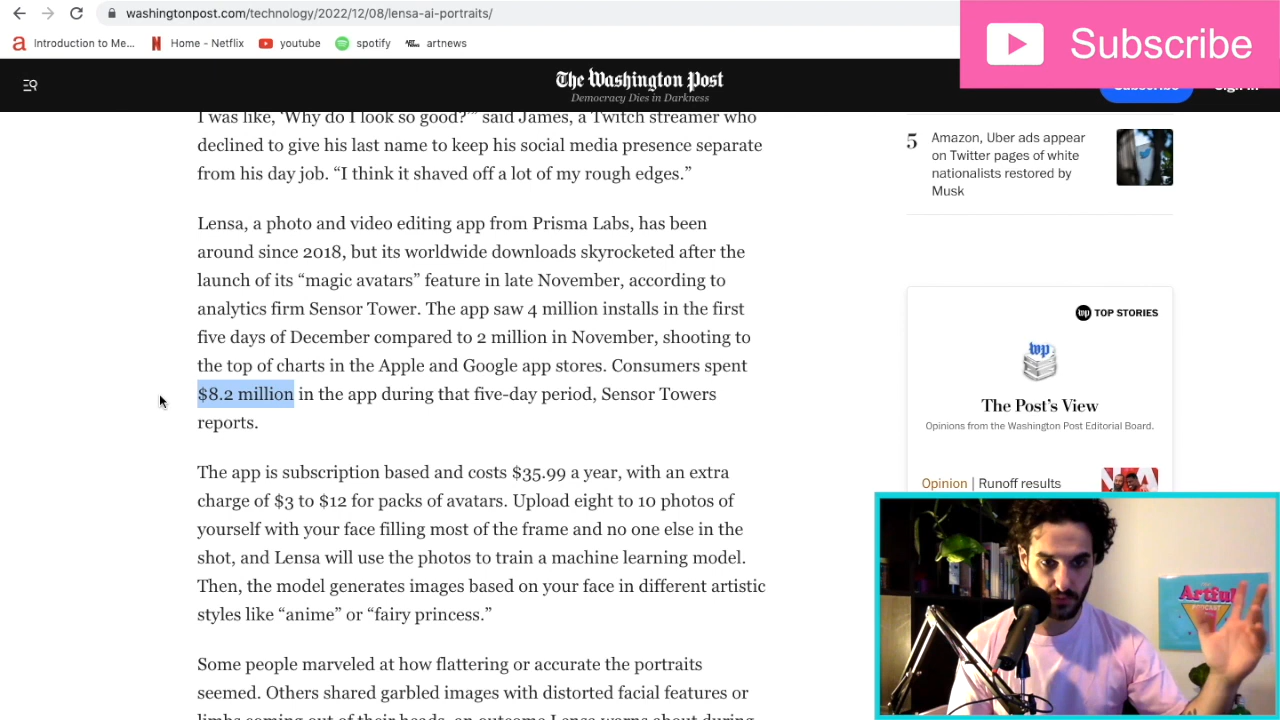 washingtonpost.com/technology/2022/12/08/lensa-ai-portraits/
Subscribe
Introduction to Me...
Home - Netflix
youtube
spotify
artnews
The Washington Post
Democracy Dies in Darkness
I was like, ‘Why do I look so good?’” said James, a Twitch streamer who
declined to give his last name to keep his social media presence separate
from his day job. “I think it shaved off a lot of my rough edges.”
Lensa, a photo and video editing app from Prisma Labs, has been
around since 2018, but its worldwide downloads skyrocketed after the
launch of its “magic avatars” feature in late November, according to
analytics firm Sensor Tower. The app saw 4 million installs in the first
five days of December compared to 2 million in November, shooting to
the top of charts in the Apple and Google app stores. Consumers spent
$8.2 million in the app during that five-day period, Sensor Towers
reports.
The app is subscription based and costs $35.99 a year, with an extra
charge of $3 to $12 for packs of avatars. Upload eight to 10 photos of
yourself with your face filling most of the frame and no one else in the
shot, and Lensa will use the photos to train a machine learning model.
Then, the model generates images based on your face in different artistic
styles like “anime” or “fairy princess.”
Some people marveled at how flattering or accurate the portraits
seemed. Others shared garbled images with distorted facial features or
limbs coming out of their heads, an outcome Lensa warns about during
5
Amazon, Uber ads appear
on Twitter pages of white
nationalists restored by
Musk
wp TOP STORIES
wp
The Post's View
Opinions from the Washington Post Editorial Board.
Opinion | Runoff results
Artful